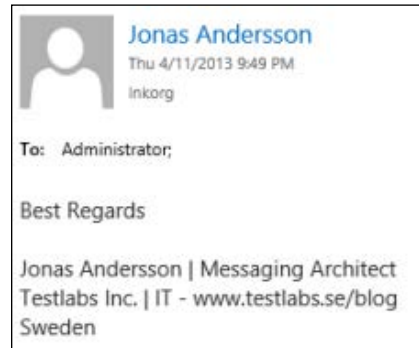 Jonas Andersson
Thu 4/11/2013 9:49 PM
Inkorg
To: Administrator;
Best Regards
Jonas Andersson | Messaging Architect
Testlabs Inc. | IT - www.testlabs.se/blog
Sweden